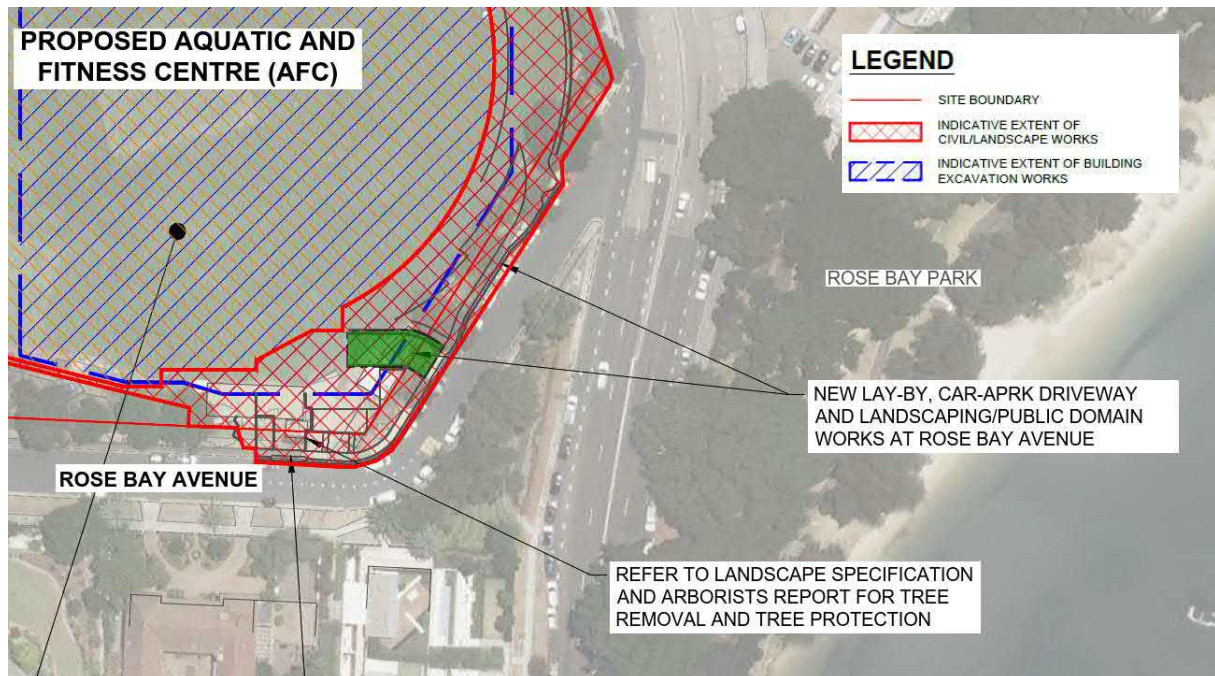 PROPOSED AQUATIC AND
FITNESS CENTRE (AFC)
LEGEND
SITE BOUNDARY
INDICATIVE EXTENT OF
CIVIL/LANDSCAPE WORKS
INDICATIVE EXTENT OF BUILDING
EXCAVATION WORKS
ROSE BAY PARK
NEW LAY-BY, CAR-APRK DRIVEWAY
AND LANDSCAPING/PUBLIC DOMAIN
WORKS AT ROSE BAY AVENUE
ROSE BAY AVENUE
REFER TO LANDSCAPE SPECIFICATION
AND ARBORISTS REPORT FOR TREE
REMOVAL AND TREE PROTECTION